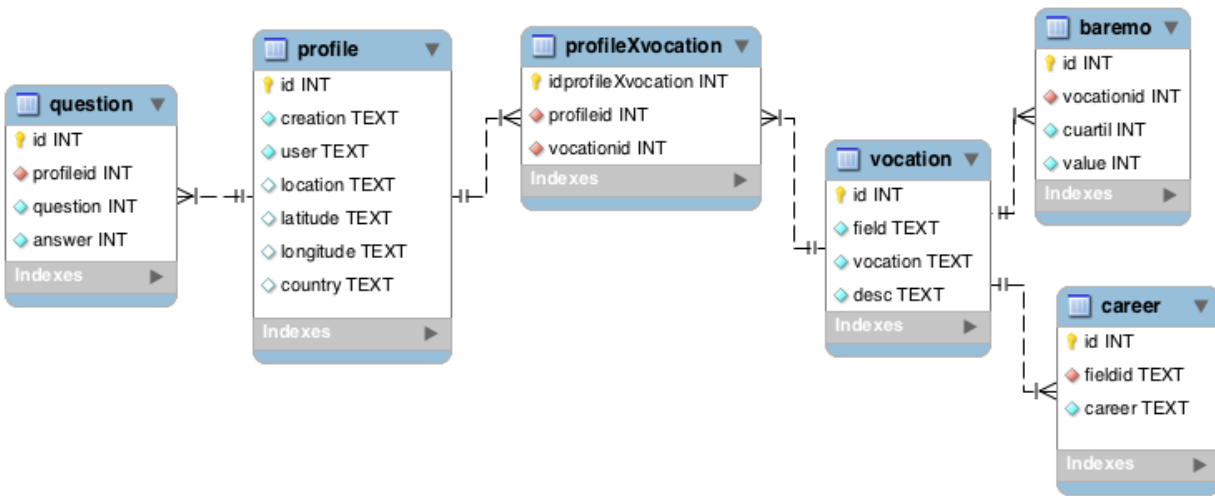 question
id INT
profileid INT
question INT
answer INT
Indexes
profile
id INT
creation TEXT
user TEXT
location TEXT
latitude TEXT
longitude TEXT
country TEXT
Indexes
profileXvocation
idprofileXvocation INT
profileid INT
vocationid INT
Indexes
vocation
id INT
field TEXT
vocation TEXT
desc TEXT
Indexes
baremo
id INT
vocationid INT
cuartil INT
value INT
Indexes
career
id INT
fieldid TEXT
career TEXT
Indexes